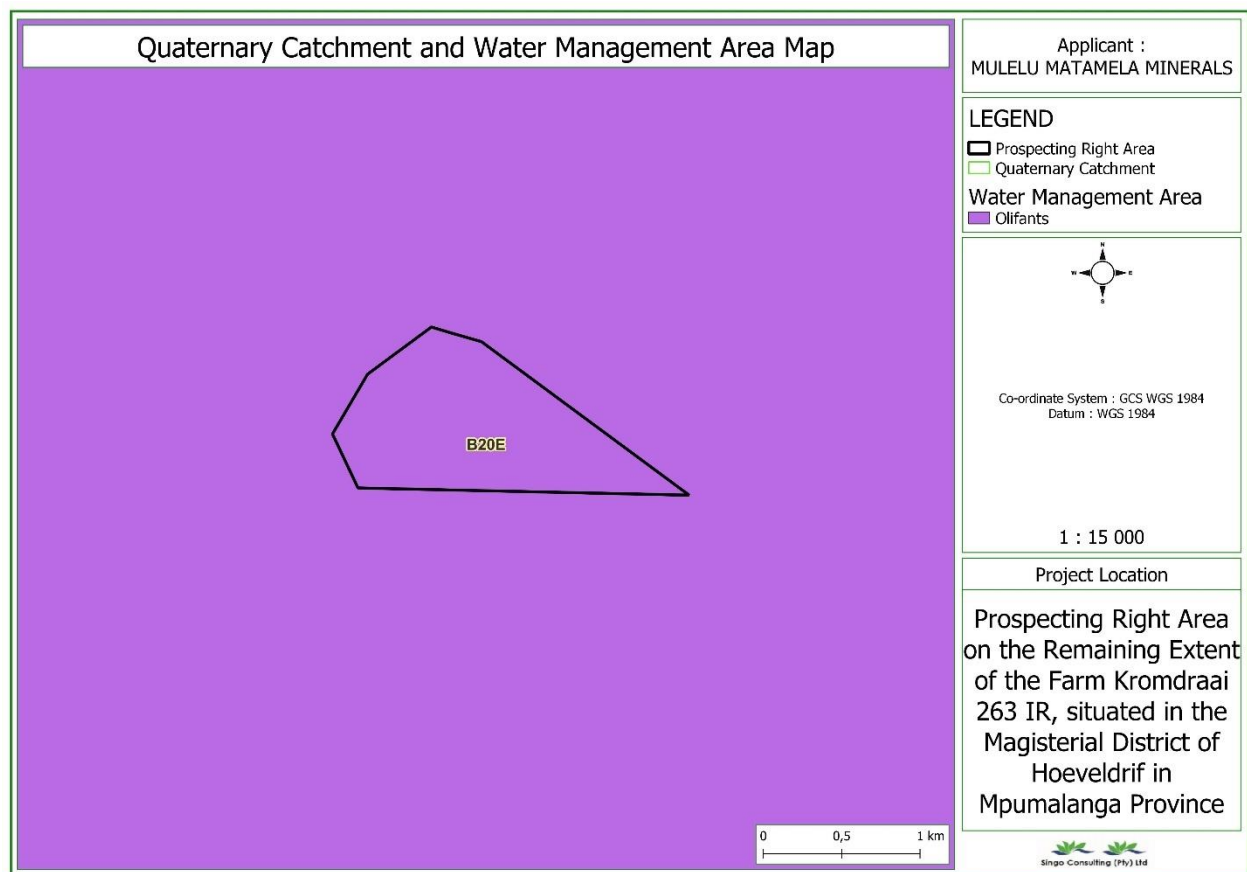 Quaternary Catchment and Water Management Area Map
B20E
0 0,5 1 km
Applicant :
MULELU MATAMELA MINERALS
LEGEND
Prospecting Right Area
Quaternary Catchment
Water Management Area
Olifants
N
W E
S
Co-ordinate System : GCS WGS 1984
Datum : WGS 1984
1 : 15 000
Project Location
Prospecting Right Area
on the Remaining Extent
of the Farm Kromdraai
263 IR, situated in the
Magisterial District of
Hoeveldrif in
Mpumalanga Province
Singo Consulting (Pty) Ltd